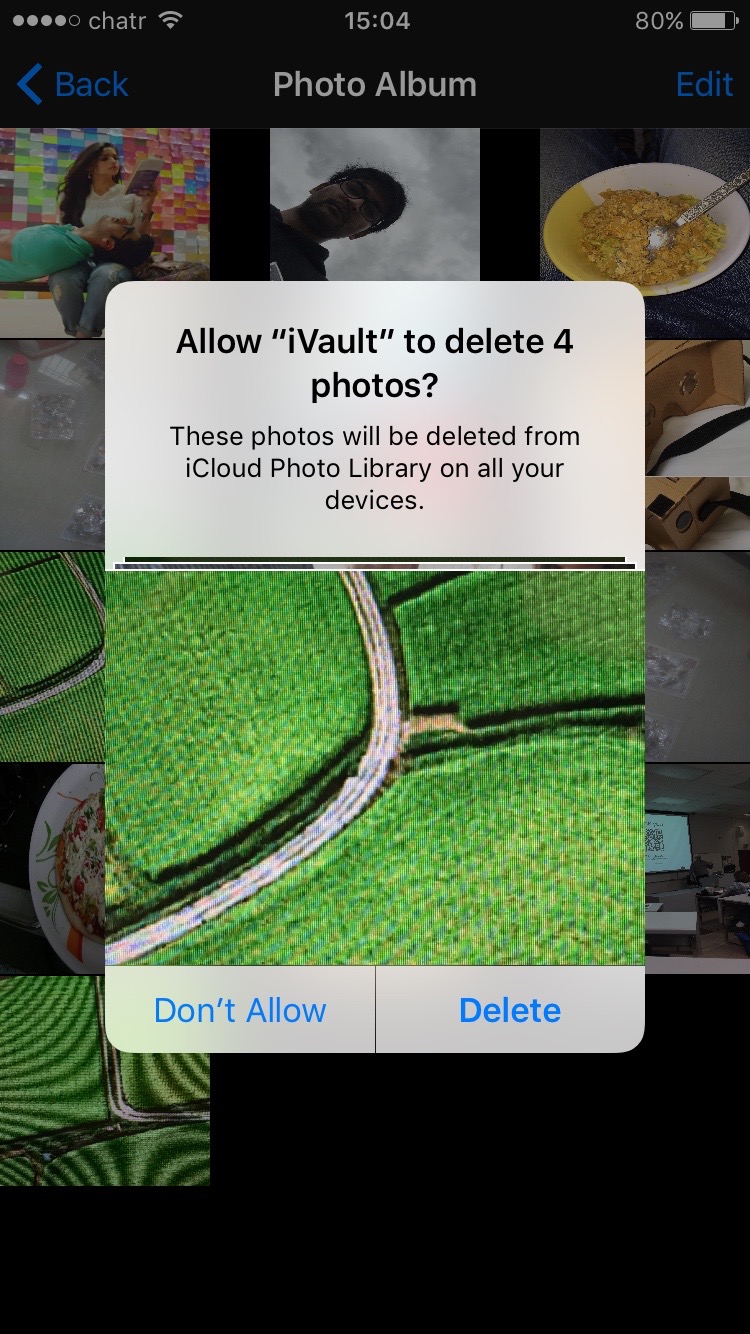 chatr 15:04 80%
Back Photo Album Edit
Allow “iVault” to delete 4
photos?
These photos will be deleted from
iCloud Photo Library on all your
devices.
Don’t Allow Delete